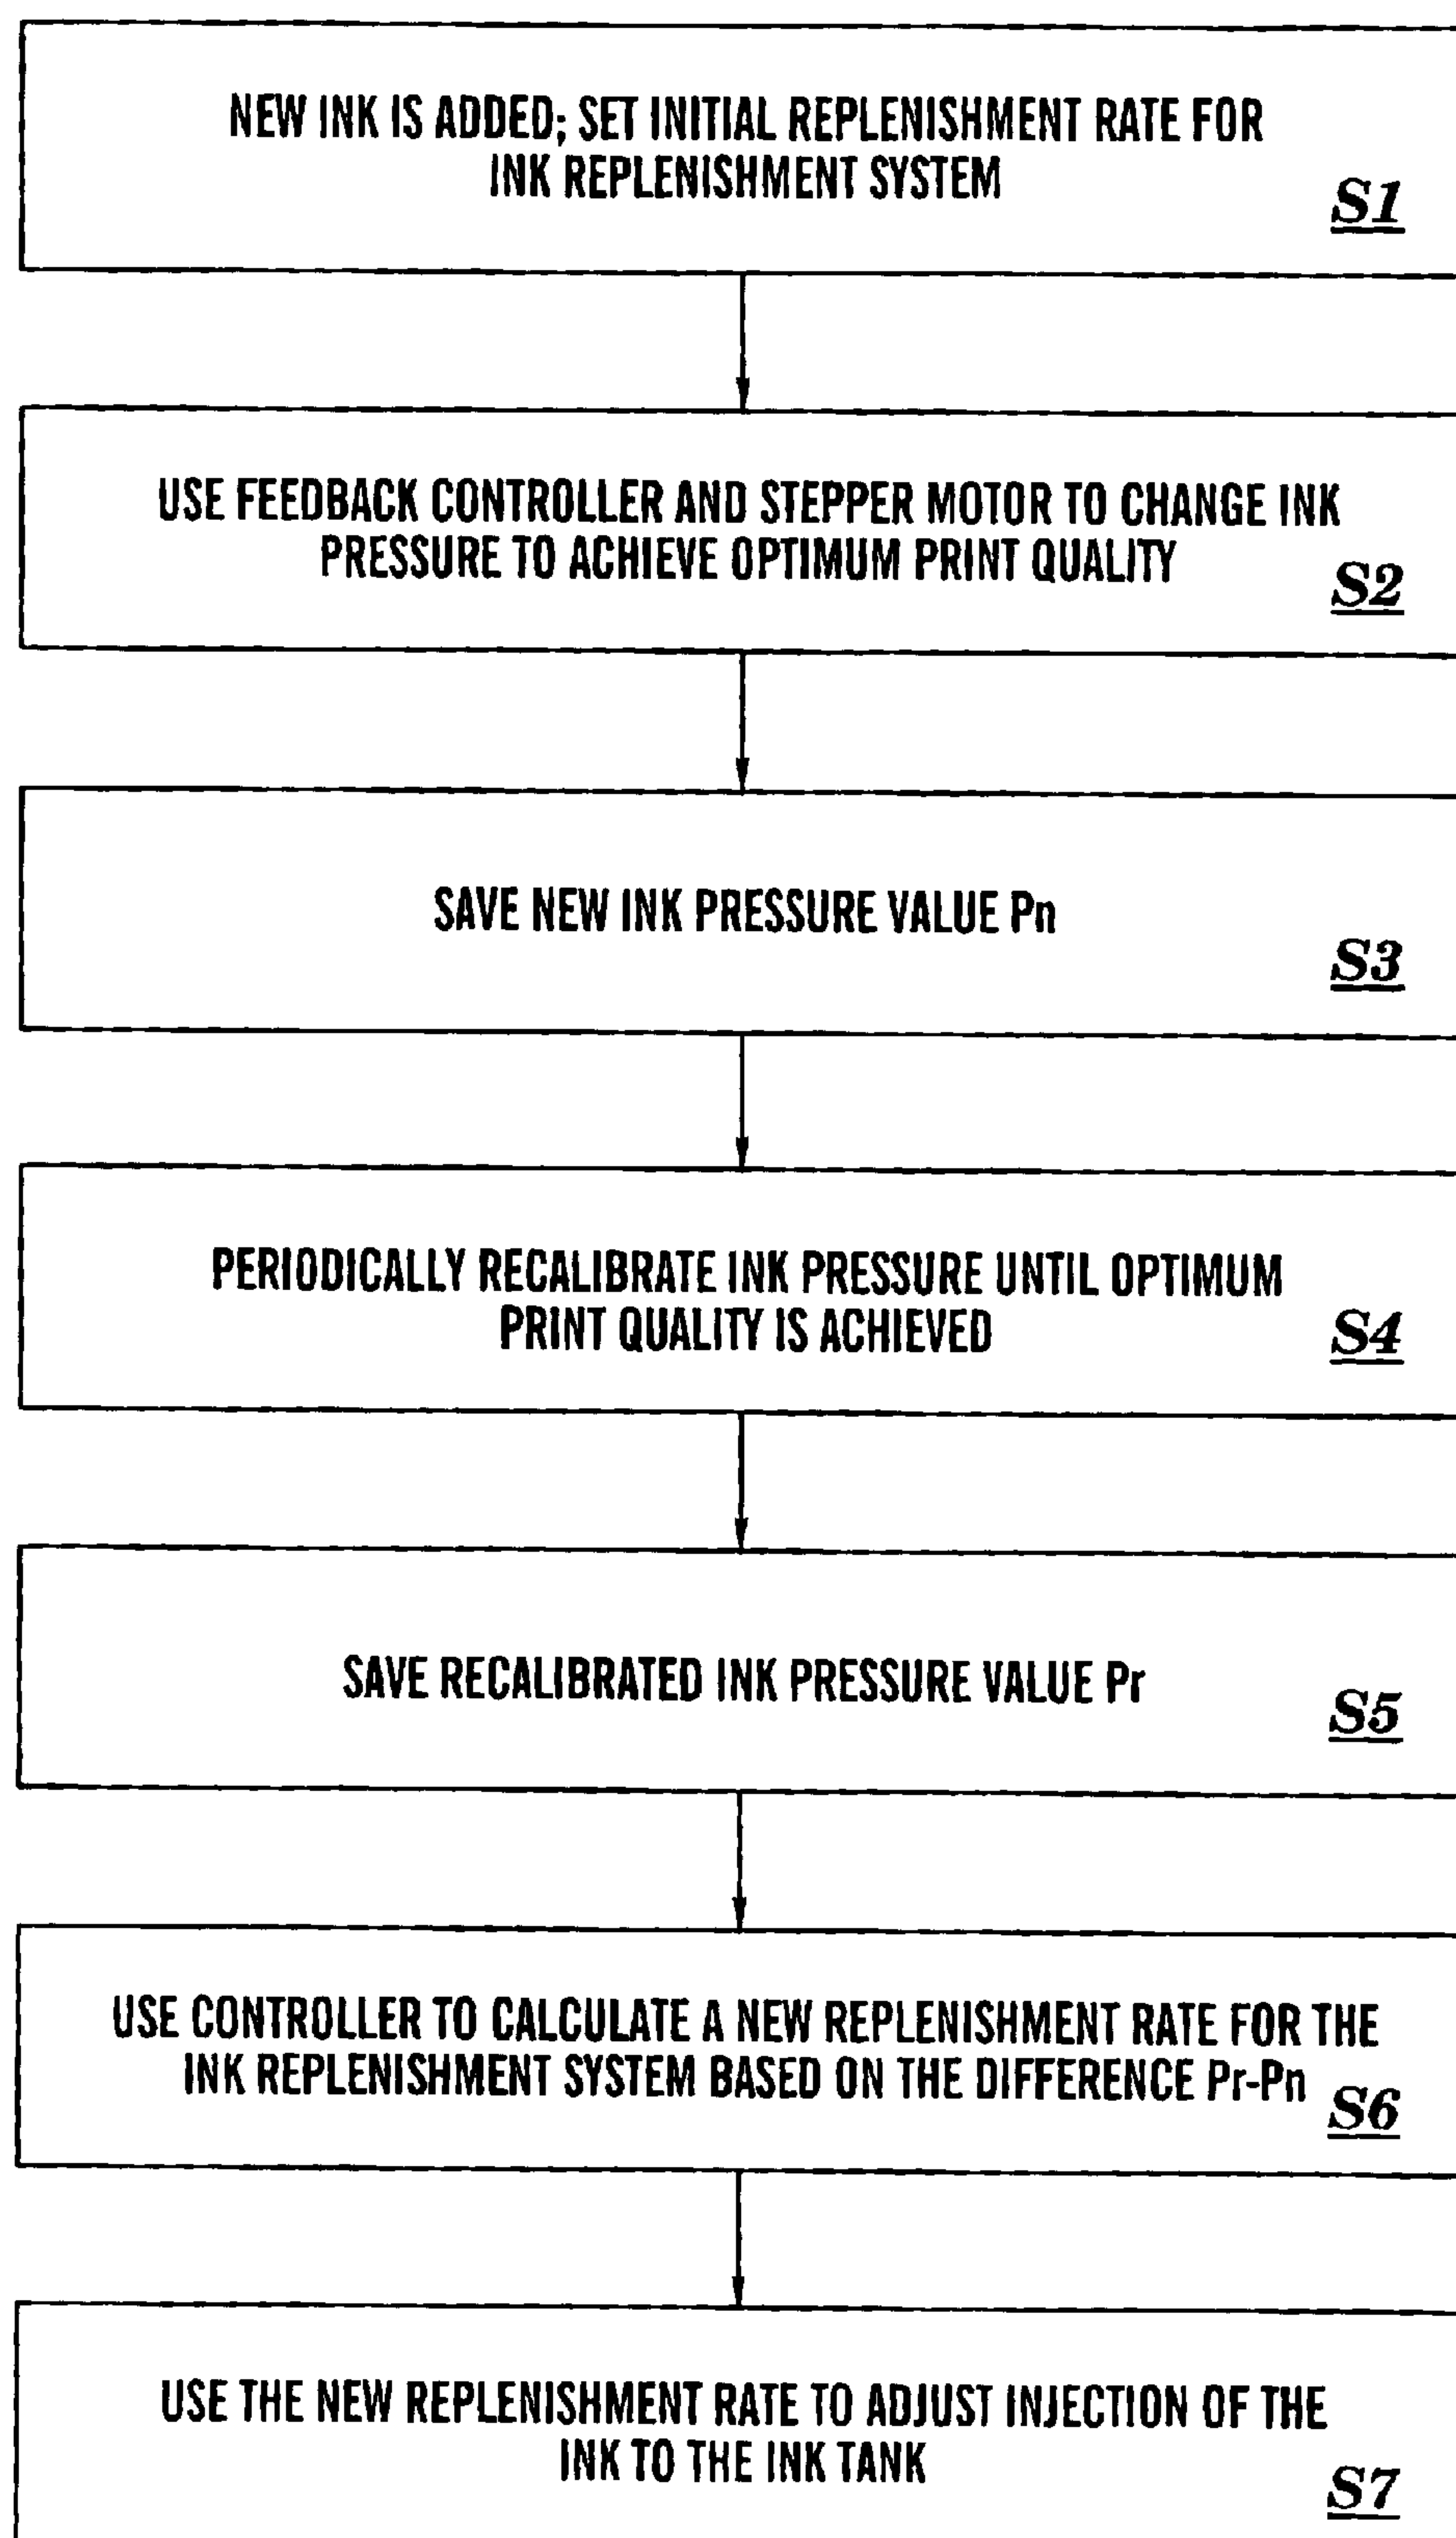 NEW INK IS ADDED; SET INITIAL REPLENISHMENT RATE FOR
INK REPLENISHMENT SYSTEM
S1
USE FEEDBACK CONTROLLER AND STEPPER MOTOR TO CHANGE INK
PRESSURE TO ACHIEVE OPTIMUM PRINT QUALITY
S2
SAVE NEW INK PRESSURE VALUE Pn
S3
PERIODICALLY RECALIBRATE INK PRESSURE UNTIL OPTIMUM
PRINT QUALITY IS ACHIEVED
S4
SAVE RECALIBRATED INK PRESSURE VALUE Pr
S5
USE CONTROLLER TO CALCULATE A NEW REPLENISHMENT RATE FOR THE
INK REPLENISHMENT SYSTEM BASED ON THE DIFFERENCE Pr-Pn
S6
USE THE NEW REPLENISHMENT RATE TO ADJUST INJECTION OF THE
INK TO THE INK TANK
S7